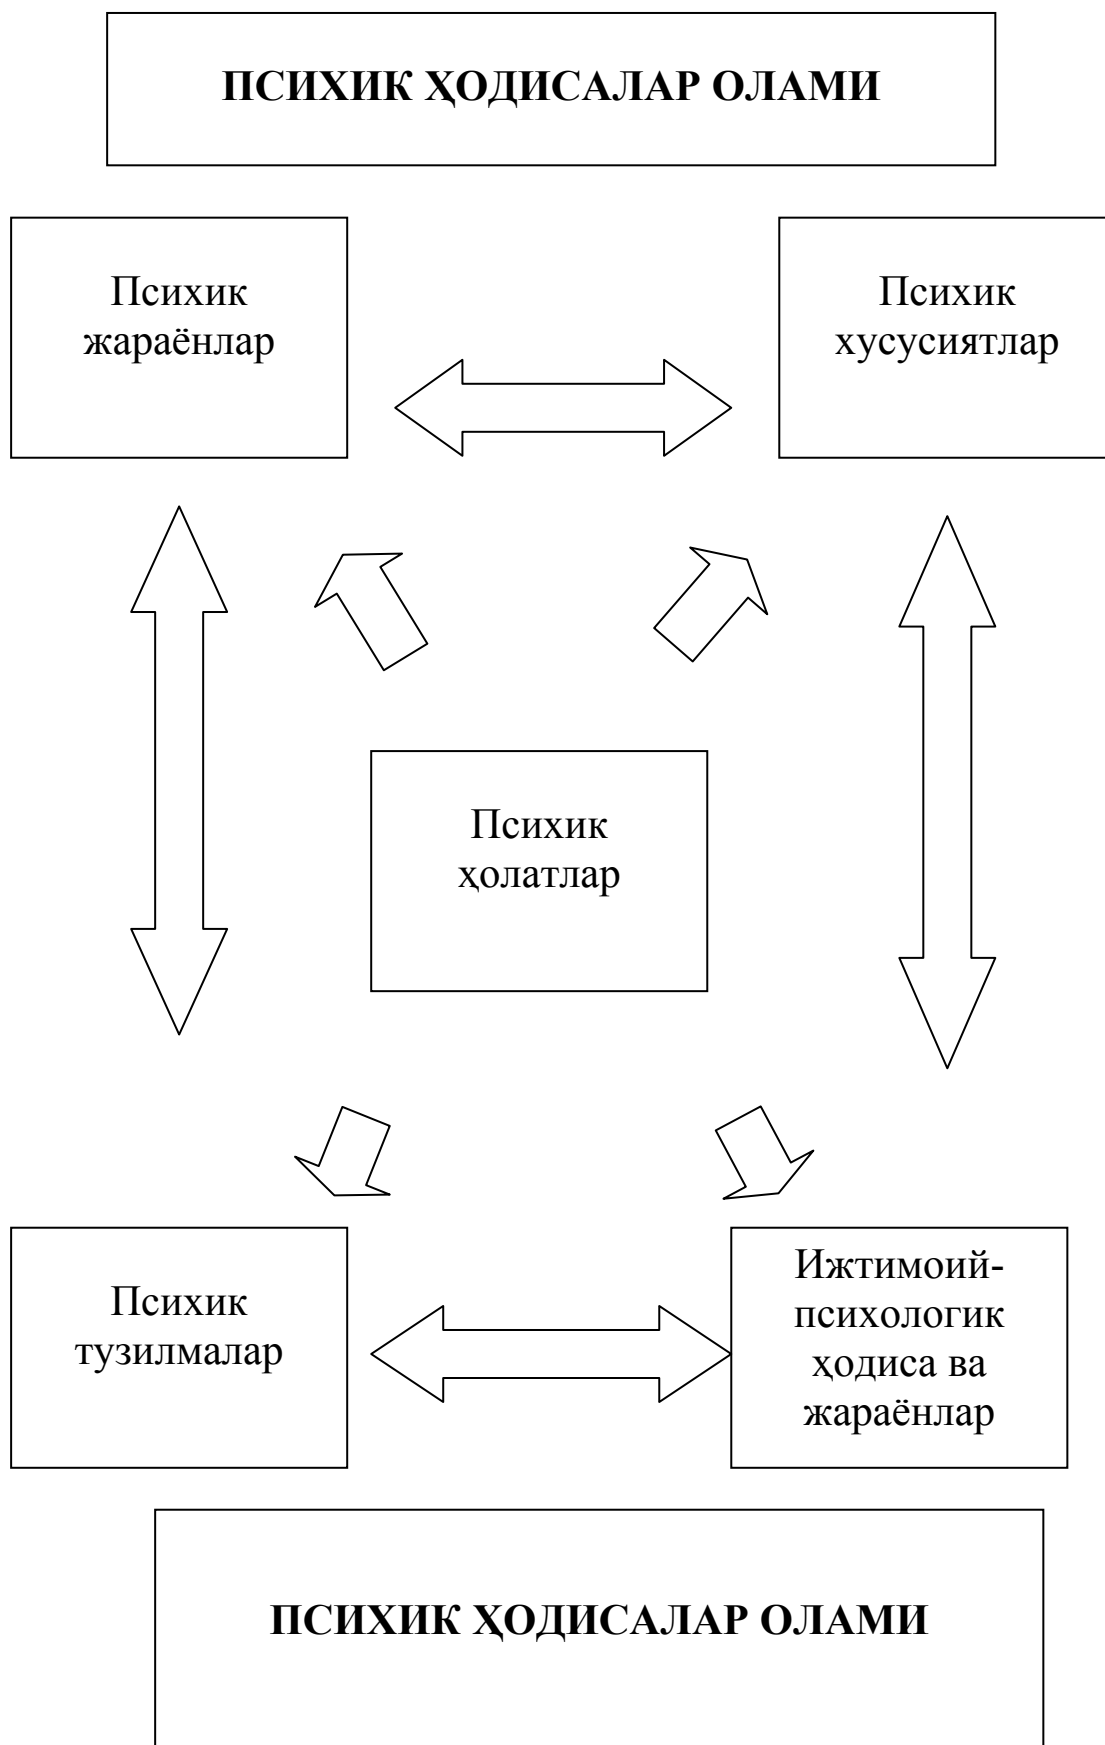 ПСИХИК ҲОДИСАЛАР ОЛАМИ
Психик
жараёнлар
Психик
хусусиятлар
Психик
ҳолатлар
Психик
тузилмалар
Ижтимоий-
психологик
ҳодиса ва
жараёнлар
ПСИХИК ҲОДИСАЛАР ОЛАМИ